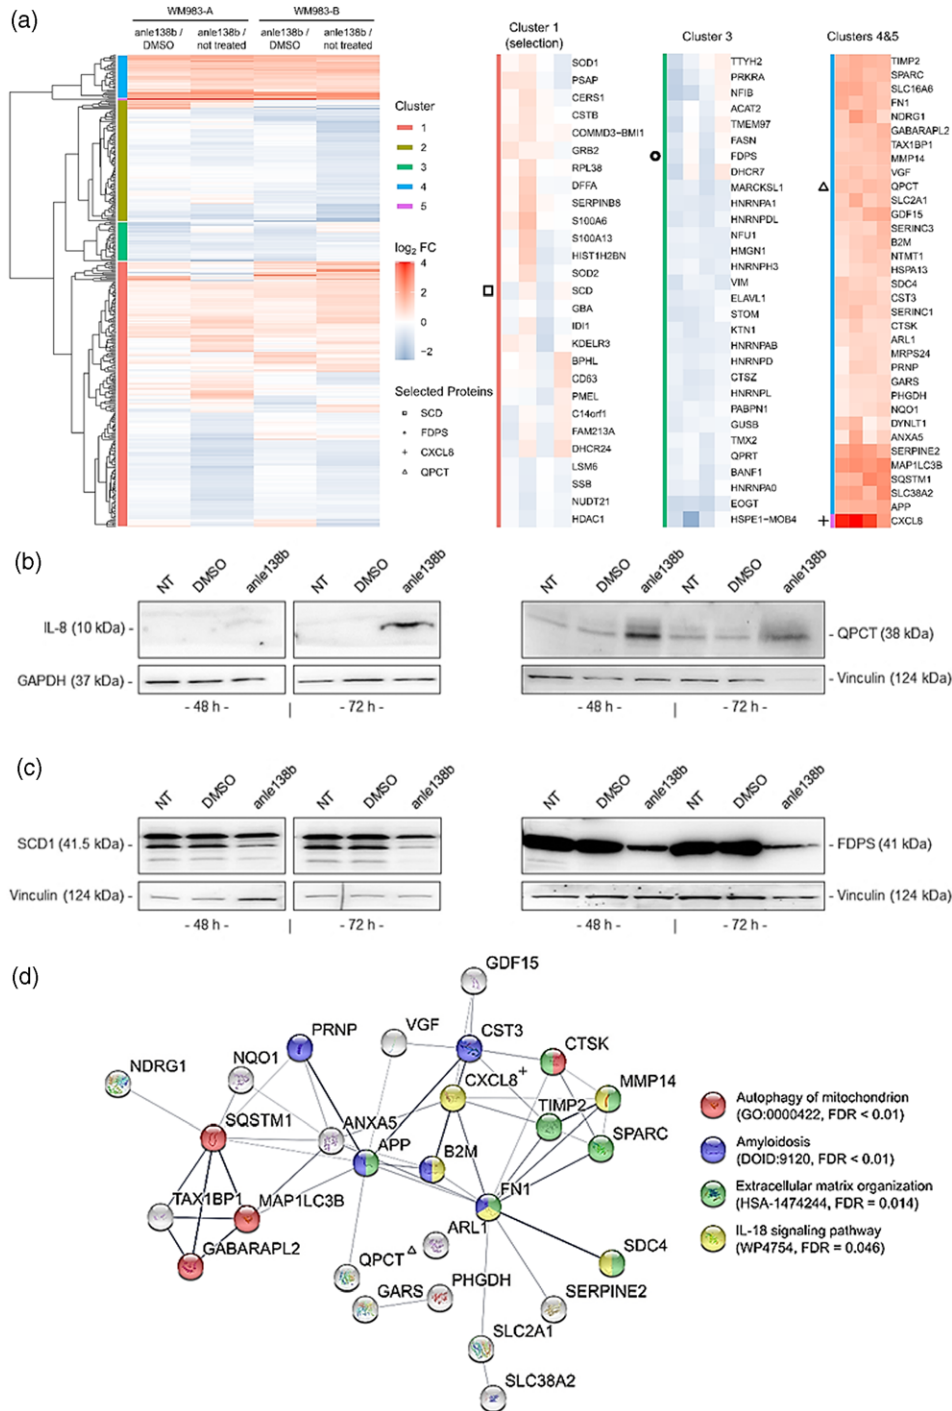 (a)
WM983-A
WM983-B
anle138b / DMSO
anle138b / not treated
anle138b / DMSO
anle138b / not treated
Cluster
1
2
3
4
5
log2 FC
4
2
0
−2
Selected Proteins
SCD
FDPS
CXCL8
QPCT
Cluster 1
(selection)
SOD1
PSAP
CERS1
CSTB
COMMD3−BMI1
GRB2
RPL38
DFFA
SERPINB8
S100A6
S100A13
HIST1H2BN
SOD2
SCD
GBA
IDI1
KDELR3
BPHL
CD63
PMEL
C14orf1
FAM213A
DHCR24
LSM6
SSB
NUDT21
HDAC1
Cluster 3
TTYH2
PRKRA
NFIB
ACAT2
TMEM97
FASN
FDPS
DHCR7
MARCKSL1
HNRNPA1
HNRNPDL
NFU1
HMGN1
HNRNPH3
VIM
ELAVL1
STOM
KTN1
HNRNPAB
HNRNPD
CTSZ
HNRNPL
PABPN1
GUSB
TMX2
QPRT
BANF1
HNRNPA0
EOGT
HSPE1−MOB4
Clusters 4&5
TIMP2
SPARC
SLC16A6
FN1
NDRG1
GABARAPL2
TAX1BP1
MMP14
VGF
QPCT
SLC2A1
GDF15
SERINC3
B2M
NTMT1
HSPA13
SDC4
CST3
SERINC1
CTSK
ARL1
MRPS24
PRNP
GARS
PHGDH
NQO1
DYNLT1
ANXA5
SERPINE2
MAP1LC3B
SQSTM1
SLC38A2
APP
CXCL8
(b)
NT DMSO anle138b NT DMSO anle138b
IL-8 (10 kDa) -
GAPDH (37 kDa) -
- 48 h - | - 72 h -
NT DMSO anle138b NT DMSO anle138b
- QPCT (38 kDa)
- Vinculin (124 kDa)
- 48 h - | - 72 h -
(c)
NT DMSO anle138b NT DMSO anle138b
SCD1 (41.5 kDa) -
Vinculin (124 kDa) -
- 48 h - | - 72 h -
NT DMSO anle138b NT DMSO anle138b
- FDPS (41 kDa)
- Vinculin (124 kDa)
- 48 h - | - 72 h -
(d)
GDF15
PRNP
VGF
CST3
CTSK
NDRG1
NQO1
CXCL8+
MMP14
TIMP2
SQSTM1
ANXA5
SPARC
APP
B2M
TAX1BP1
MAP1LC3B
FN1
ARL1
GABARAPL2
QPCT
SDC4
GARS
PHGDH
SERPINE2
SLC2A1
SLC38A2
Autophagy of mitochondrion
(GO:0000422, FDR < 0.01)
Amyloidosis
(DOID:9120, FDR < 0.01)
Extracellular matrix organization
(HSA-1474244, FDR = 0.014)
IL-18 signaling pathway
(WP4754, FDR = 0.046)